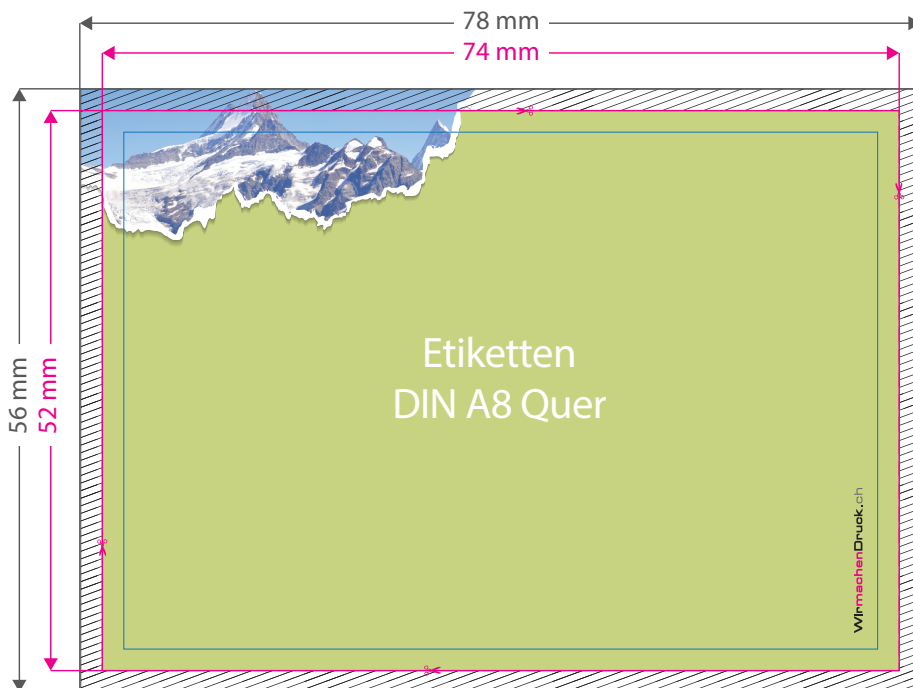 78 mm
74 mm
56 mm
52 mm
Etiketten
DIN A8 Quer
WIrmachenDruck.ch